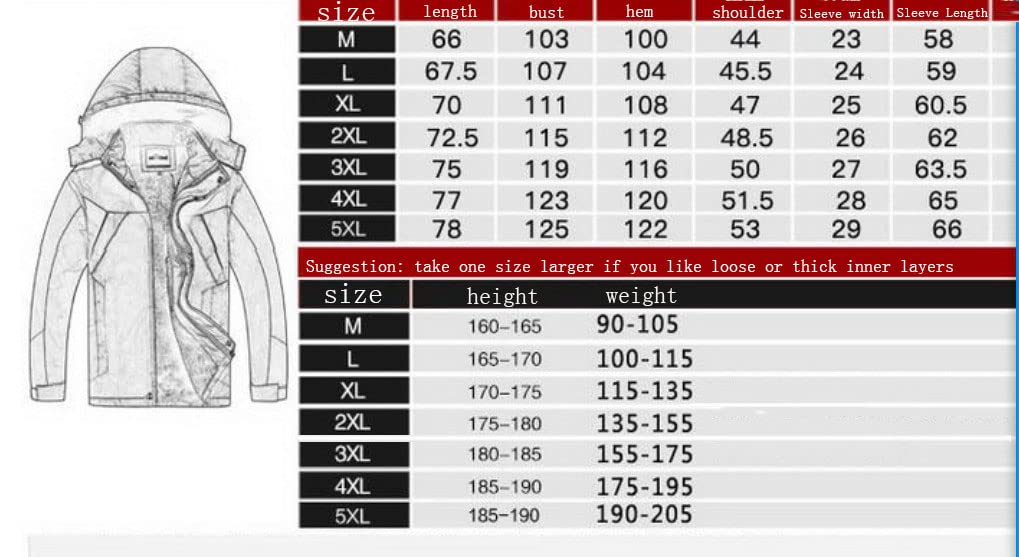 size length bust hem shoulder Sleeve width Sleeve Length
M 66 103 100 44 23 58
L 67.5 107 104 45.5 24 59
XL 70 111 108 47 25 60.5
2XL 72.5 115 112 48.5 26 62
3XL 75 119 116 50 27 63.5
4XL 77 123 120 51.5 28 65
5XL 78 125 122 53 29 66
Suggestion: take one size larger if you like loose or thick inner layers
size height weight
M 160-165 90-105
L 165-170 100-115
XL 170-175 115-135
2XL 175-180 135-155
3XL 180-185 155-175
4XL 185-190 175-195
5XL 185-190 190-205